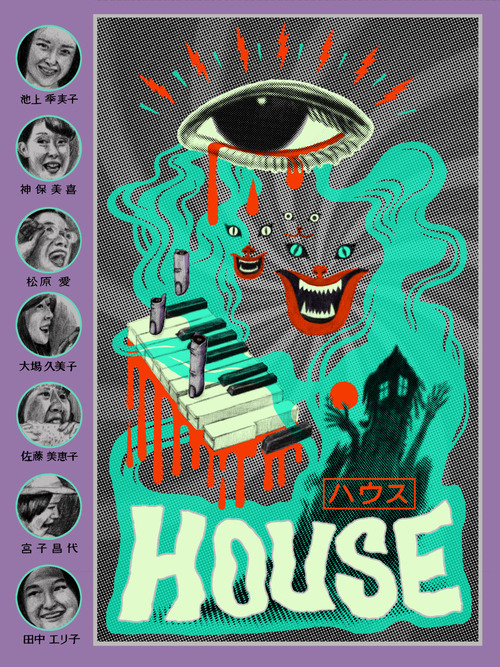 池上 季実子
神保美喜
松原 愛
大場久美子
佐藤 美恵子
宮子昌代
田中 エリ子
ハウス
HOUSE